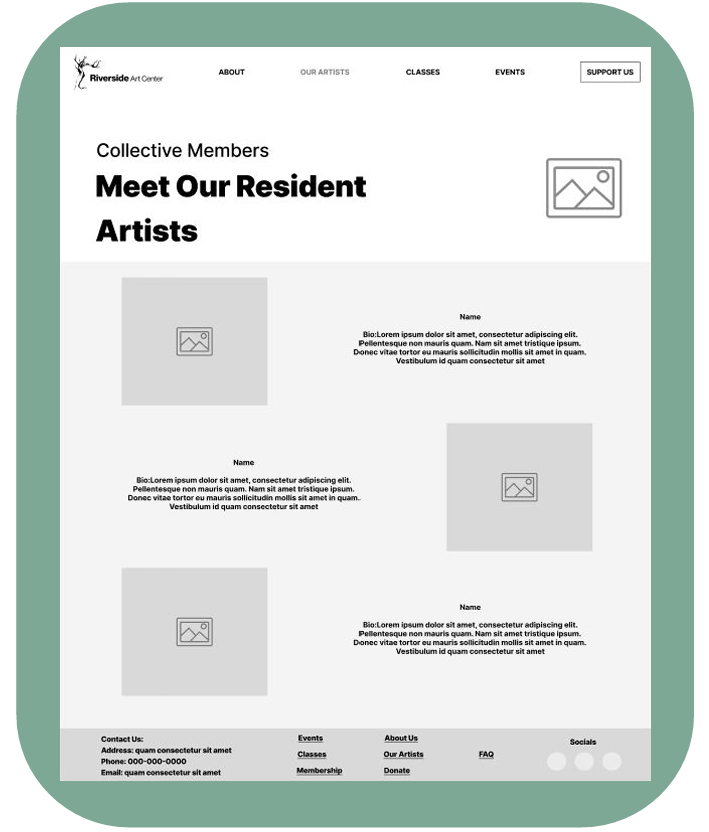 Riverside Art Center
ABOUT
OUR ARTISTS
CLASSES
EVENTS
SUPPORT US
Collective Members
Meet Our Resident
Artists
Name
Bio:Lorem ipsum dolor sit amet, consectetur adipiscing elit.
Pellentesque non mauris quam. Nam sit amet tristique ipsum.
Donec vitae tortor eu mauris sollicitudin mollis sit amet in quam.
Vestibulum id quam consectetur sit amet
Name
Bio:Lorem ipsum dolor sit amet, consectetur adipiscing elit.
Pellentesque non mauris quam. Nam sit amet tristique ipsum.
Donec vitae tortor eu mauris sollicitudin mollis sit amet in quam..
Vestibulum id quam consectetur sit amet
Name
Bio:Lorem ipsum dolor sit amet, consectetur adipiscing elit.
Pellentesque non mauris quam. Nam sit amet tristique ipsum.
Donec vitae tortor eu mauris sollicitudin mollis sit amet in quam.
Vestibulum id quam consectetur sit amet
Contact Us:
Address: quam consectetur sit amet
Phone: 000-000-0000
Email: quam consectetur sit amet
Events
Classes
Membership
About Us
Our Artists
Donate
FAQ
Socials